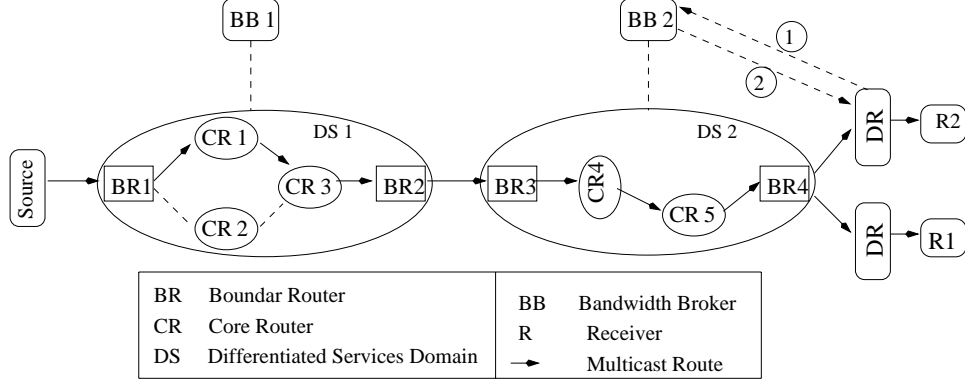 BB 1
BB 2
1
2
DS 1
DS 2
CR 1
DR
R2
Source
BR1
CR 3
BR2
BR3
CR4
BR4
CR 2
CR 5
DR
R1
BR Boundar Router
CR Core Router
DS Differentiated Services Domain
BB Bandwidth Broker
R Receiver
Multicast Route